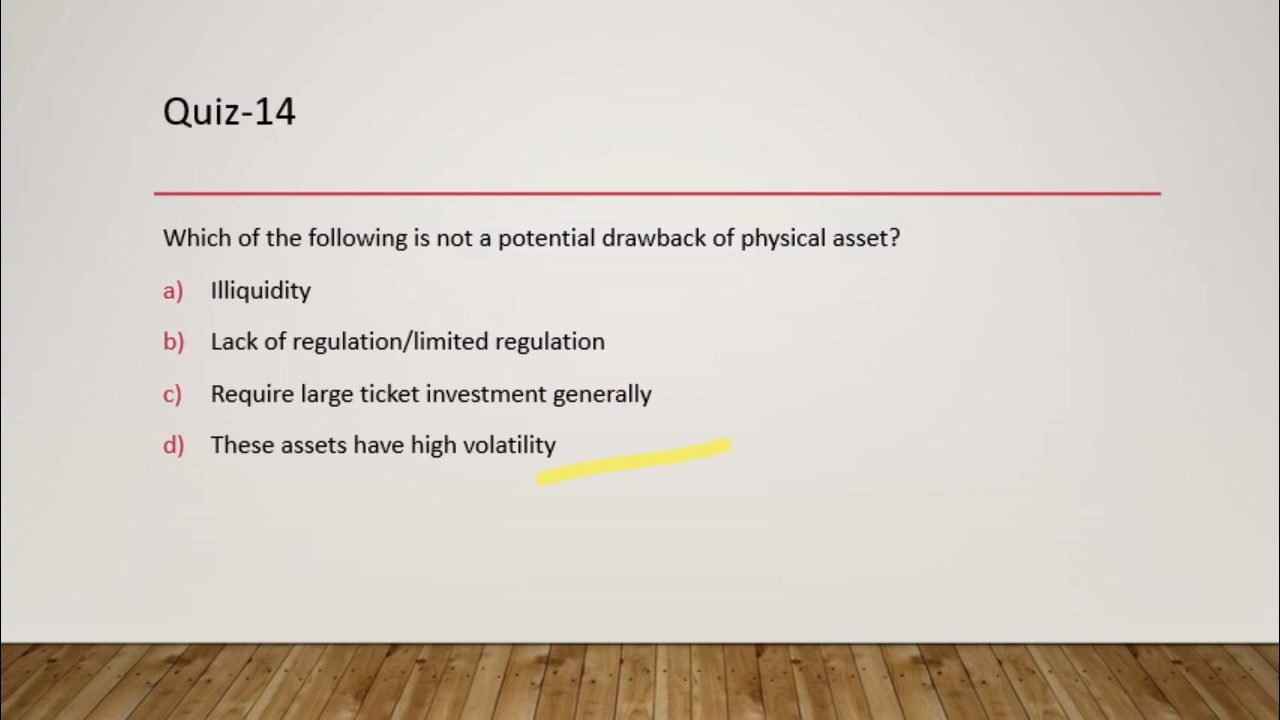 Quiz-14
Which of the following is not a potential drawback of physical asset?
a) Illiquidity
b) Lack of regulation/limited regulation
c) Require large ticket investment generally
d) These assets have high volatility